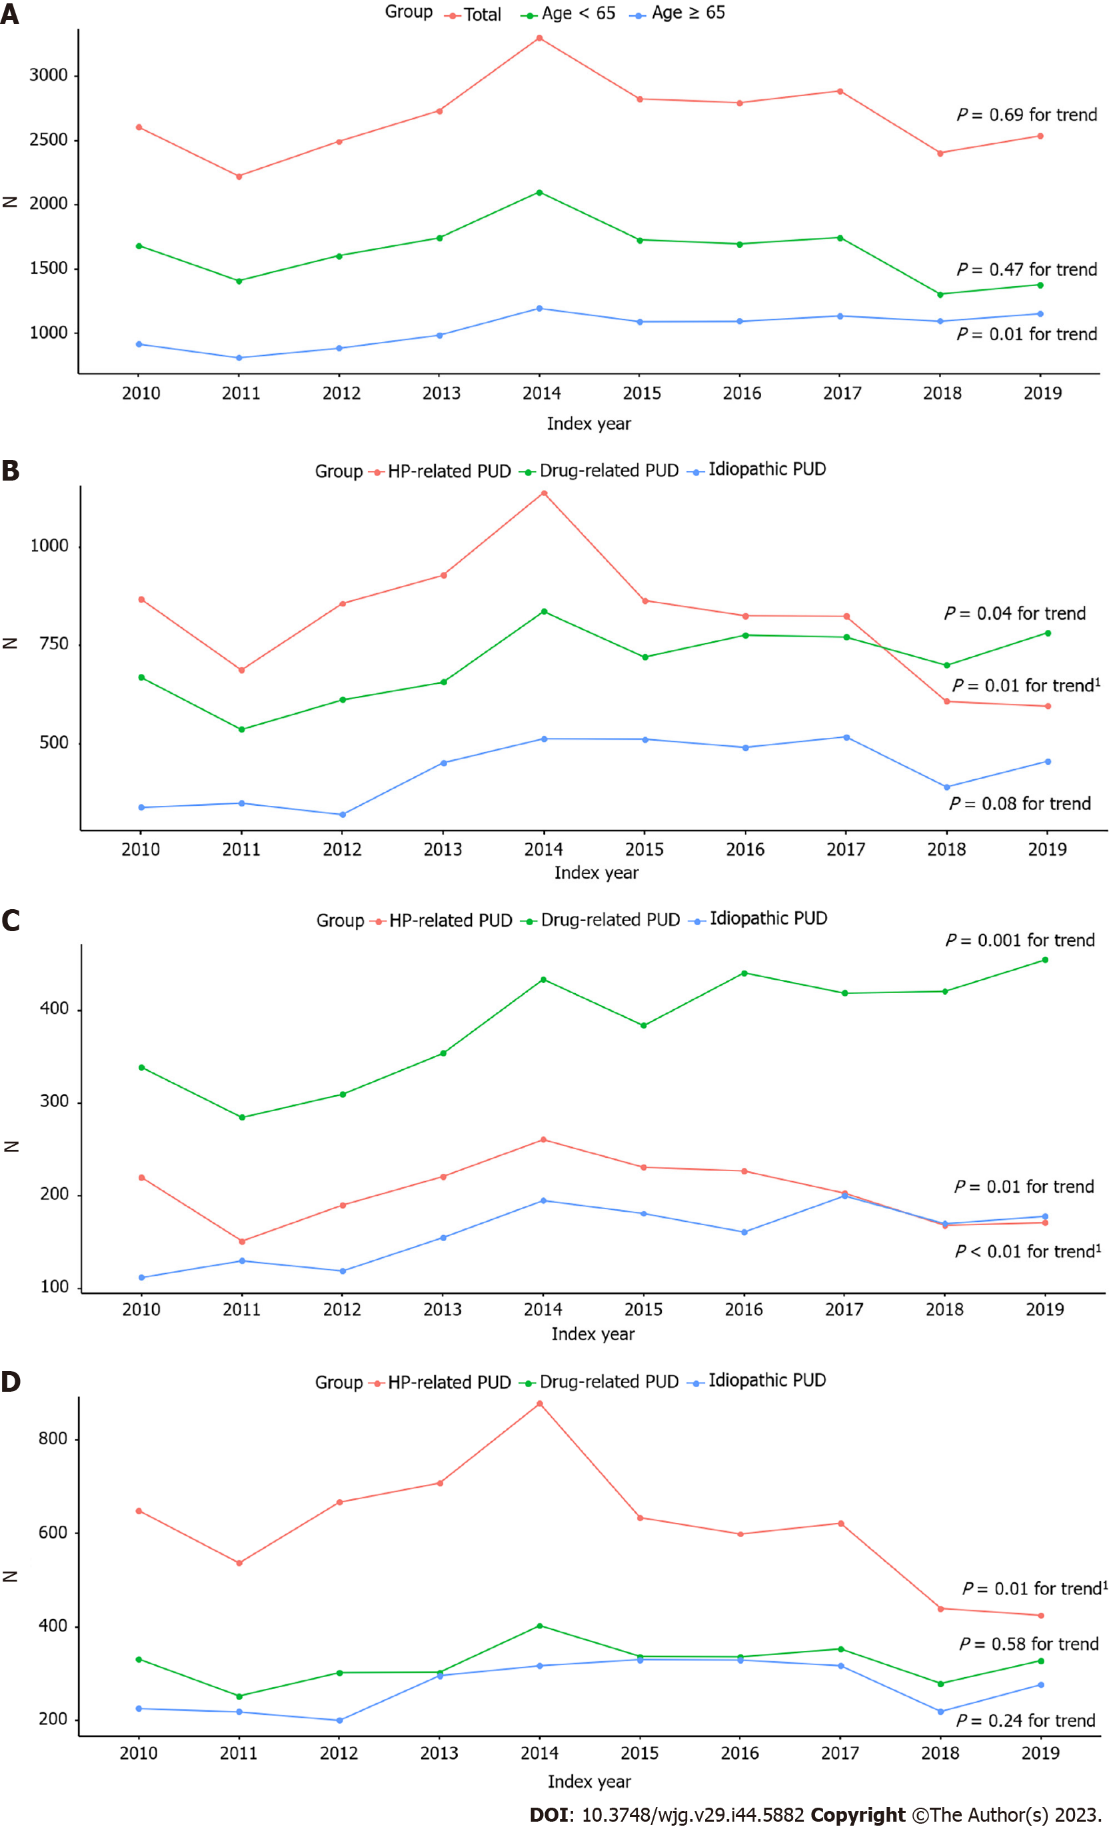 A
Group Total Age < 65 Age ≥ 65
3000
2500
2000
1500
1000
N
P = 0.69 for trend
P = 0.47 for trend
P = 0.01 for trend
2010 2011 2012 2013 2014 2015 2016 2017 2018 2019
Index year
B
Group HP-related PUD Drug-related PUD Idiopathic PUD
1000
750
500
N
P = 0.04 for trend
P = 0.01 for trend¹
P = 0.08 for trend
2010 2011 2012 2013 2014 2015 2016 2017 2018 2019
Index year
C
Group HP-related PUD Drug-related PUD Idiopathic PUD
400
300
200
100
N
P = 0.001 for trend
P = 0.01 for trend
P < 0.01 for trend¹
2010 2011 2012 2013 2014 2015 2016 2017 2018 2019
Index year
D
Group HP-related PUD Drug-related PUD Idiopathic PUD
800
600
400
200
N
P = 0.01 for trend¹
P = 0.58 for trend
P = 0.24 for trend
2010 2011 2012 2013 2014 2015 2016 2017 2018 2019
Index year
DOI: 10.3748/wjg.v29.i44.5882 Copyright ©The Author(s) 2023.